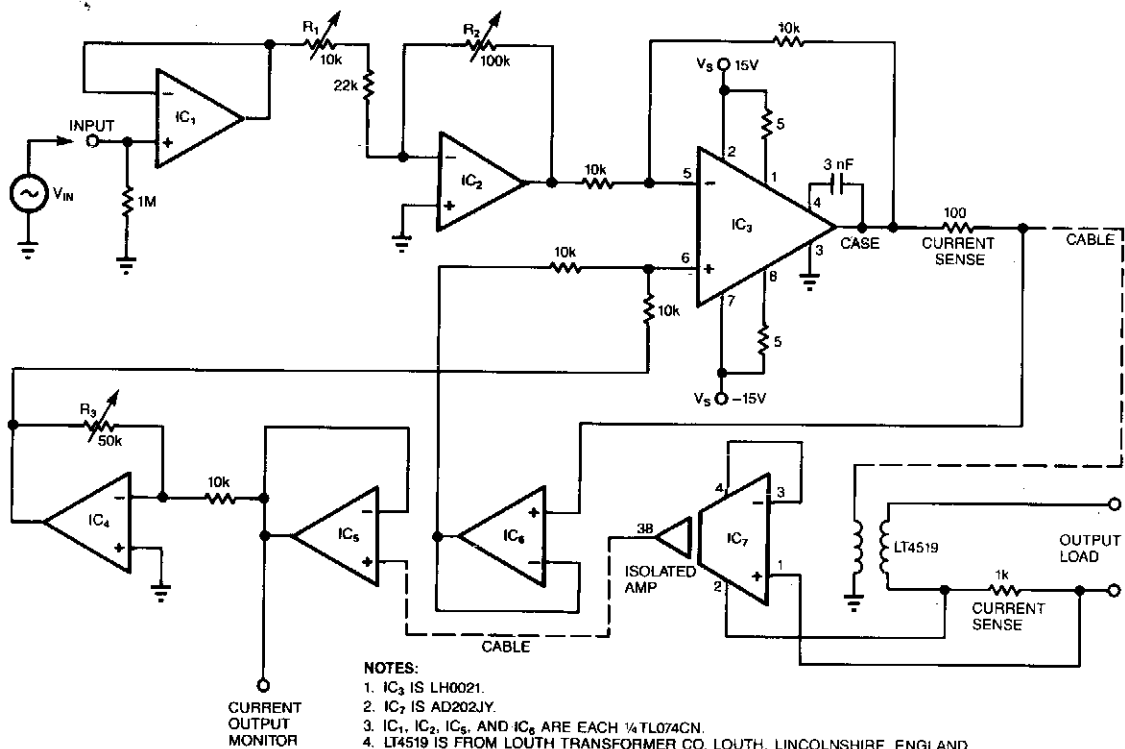 R1
10k
R2
100k
10k
VS 15V
22k
5
INPUT
IC1
2
1
3 nF
10k
5
4
IC2
IC3
VIN
1M
CASE
3
100
CURRENT SENSE
CABLE
10k
6
8
7
10k
5
VS -15V
R3
50k
10k
4
3
IC4
IC5
IC6
38
IC7
ISOLATED AMP
1
2
LT4519
OUTPUT LOAD
1k
CURRENT SENSE
CABLE
CURRENT OUTPUT MONITOR
NOTES:
1. IC3 IS LH0021.
2. IC7 IS AD202JY.
3. IC1, IC2, IC5, AND IC6 ARE EACH ¼ TL074CN.
4. LT4519 IS FROM LOUTH TRANSFORMER CO, LOUTH, LINCOLNSHIRE, ENGLAND